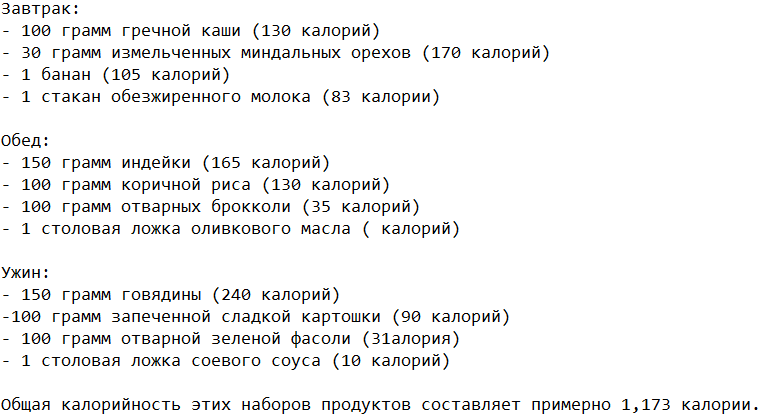 Завтрак:
- 100 грамм гречной каши (130 калорий)
- 30 грамм измельченных миндальных орехов (170 калорий)
- 1 банан (105 калорий)
- 1 стакан обезжиренного молока (83 калории)
Обед:
- 150 грамм индейки (165 калорий)
- 100 грамм коричной риса (130 калорий)
- 100 грамм отварных брокколи (35 калорий)
- 1 столовая ложка оливкового масла ( калорий)
Ужин:
- 150 грамм говядины (240 калорий)
-100 грамм запеченной сладкой картошки (90 калорий)
- 100 грамм отварной зеленой фасоли (31алория)
- 1 столовая ложка соевого соуса (10 калорий)
Общая калорийность этих наборов продуктов составляет примерно 1,173 калории.